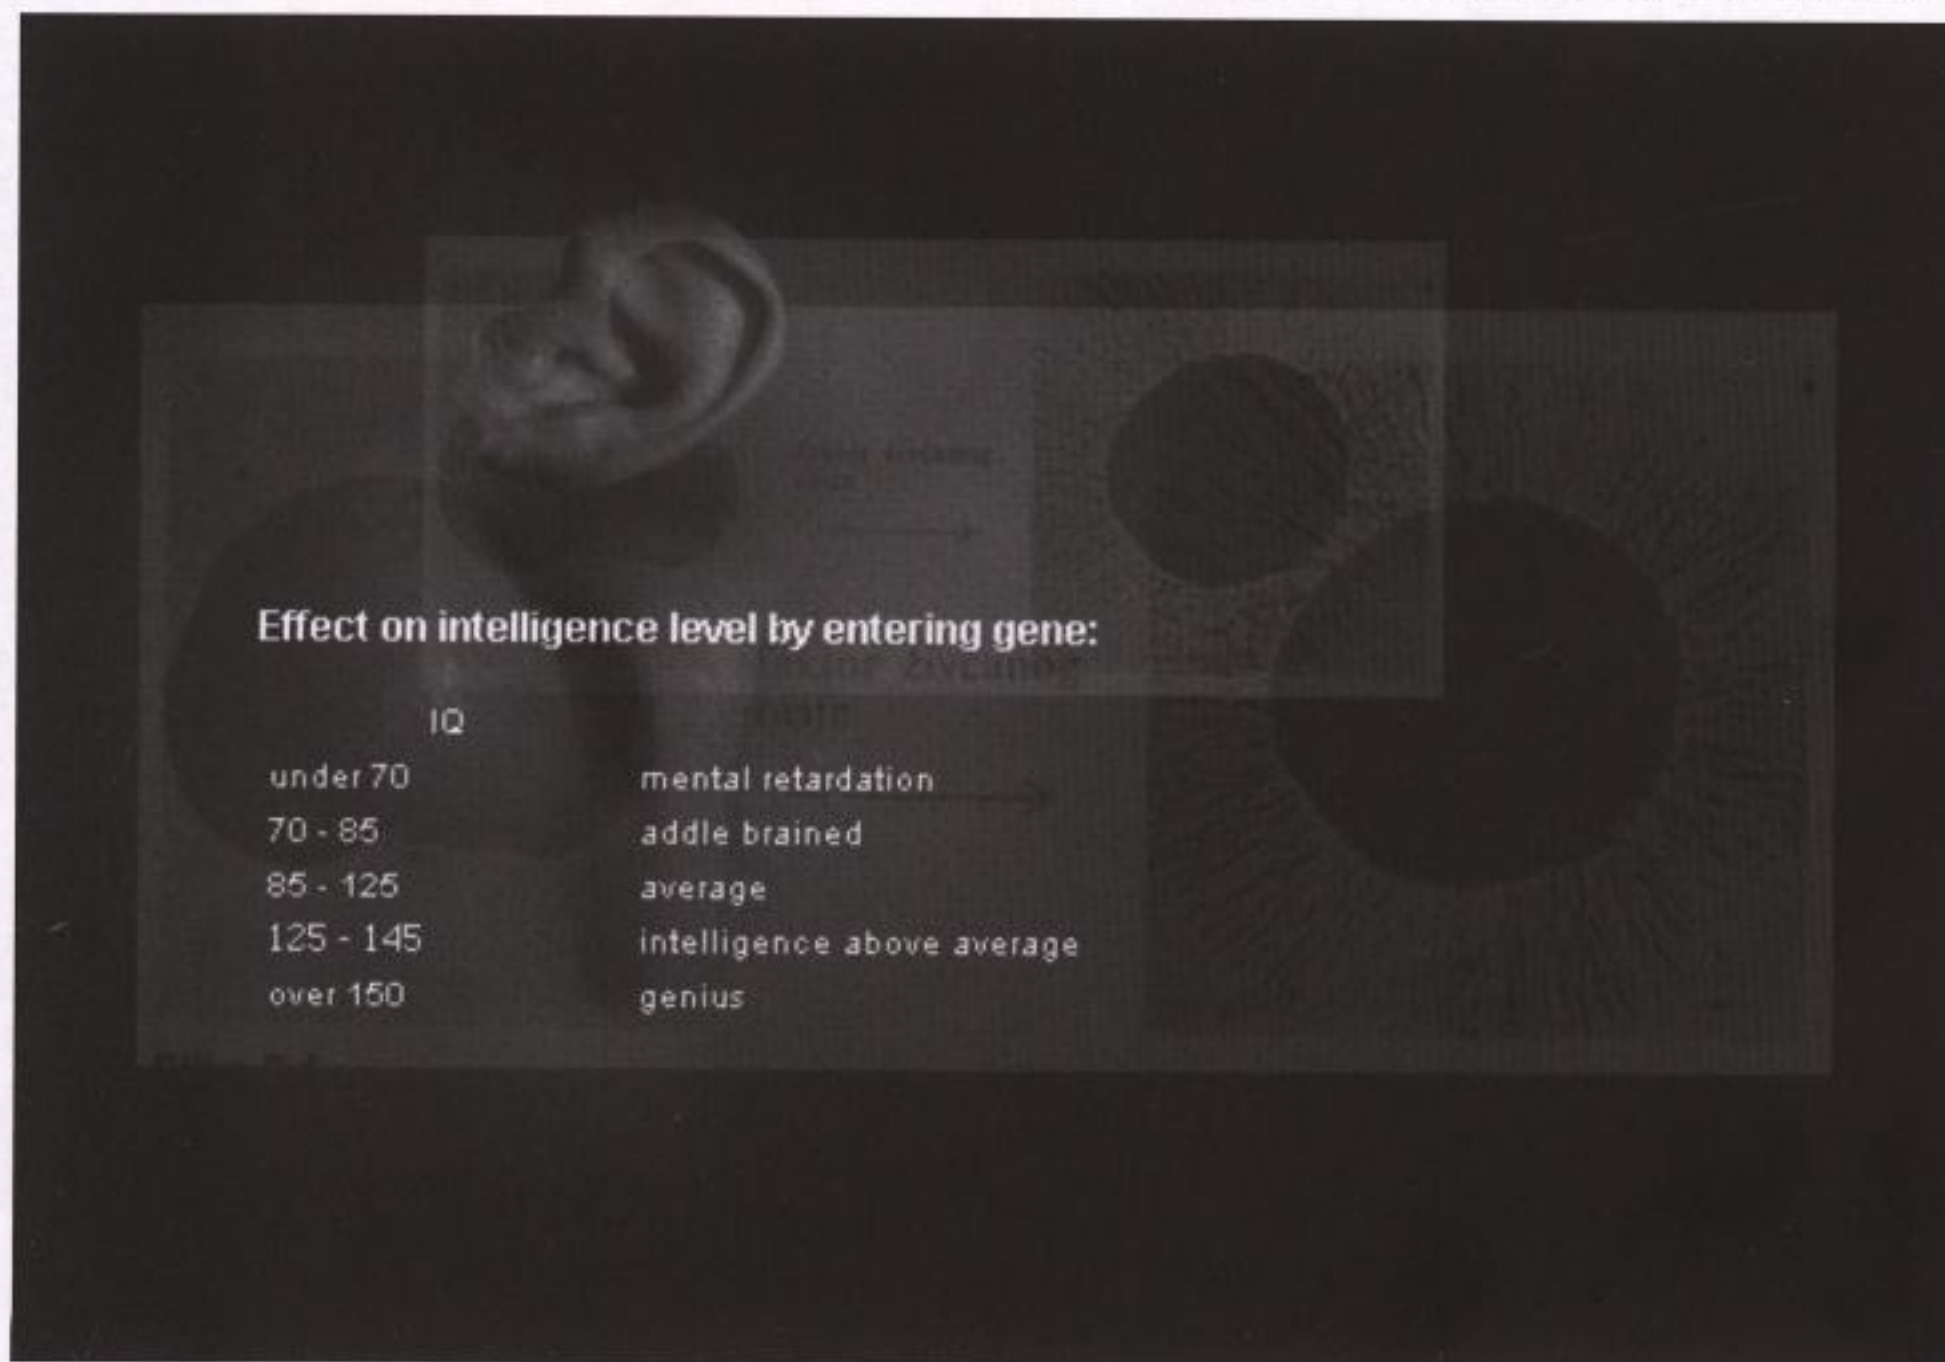 Effect on intelligence level by entering gene:
IQ
under 70 mental retardation
70 - 85 addle brained
85 - 125 average
125 - 145 intelligence above average
over 150 genius